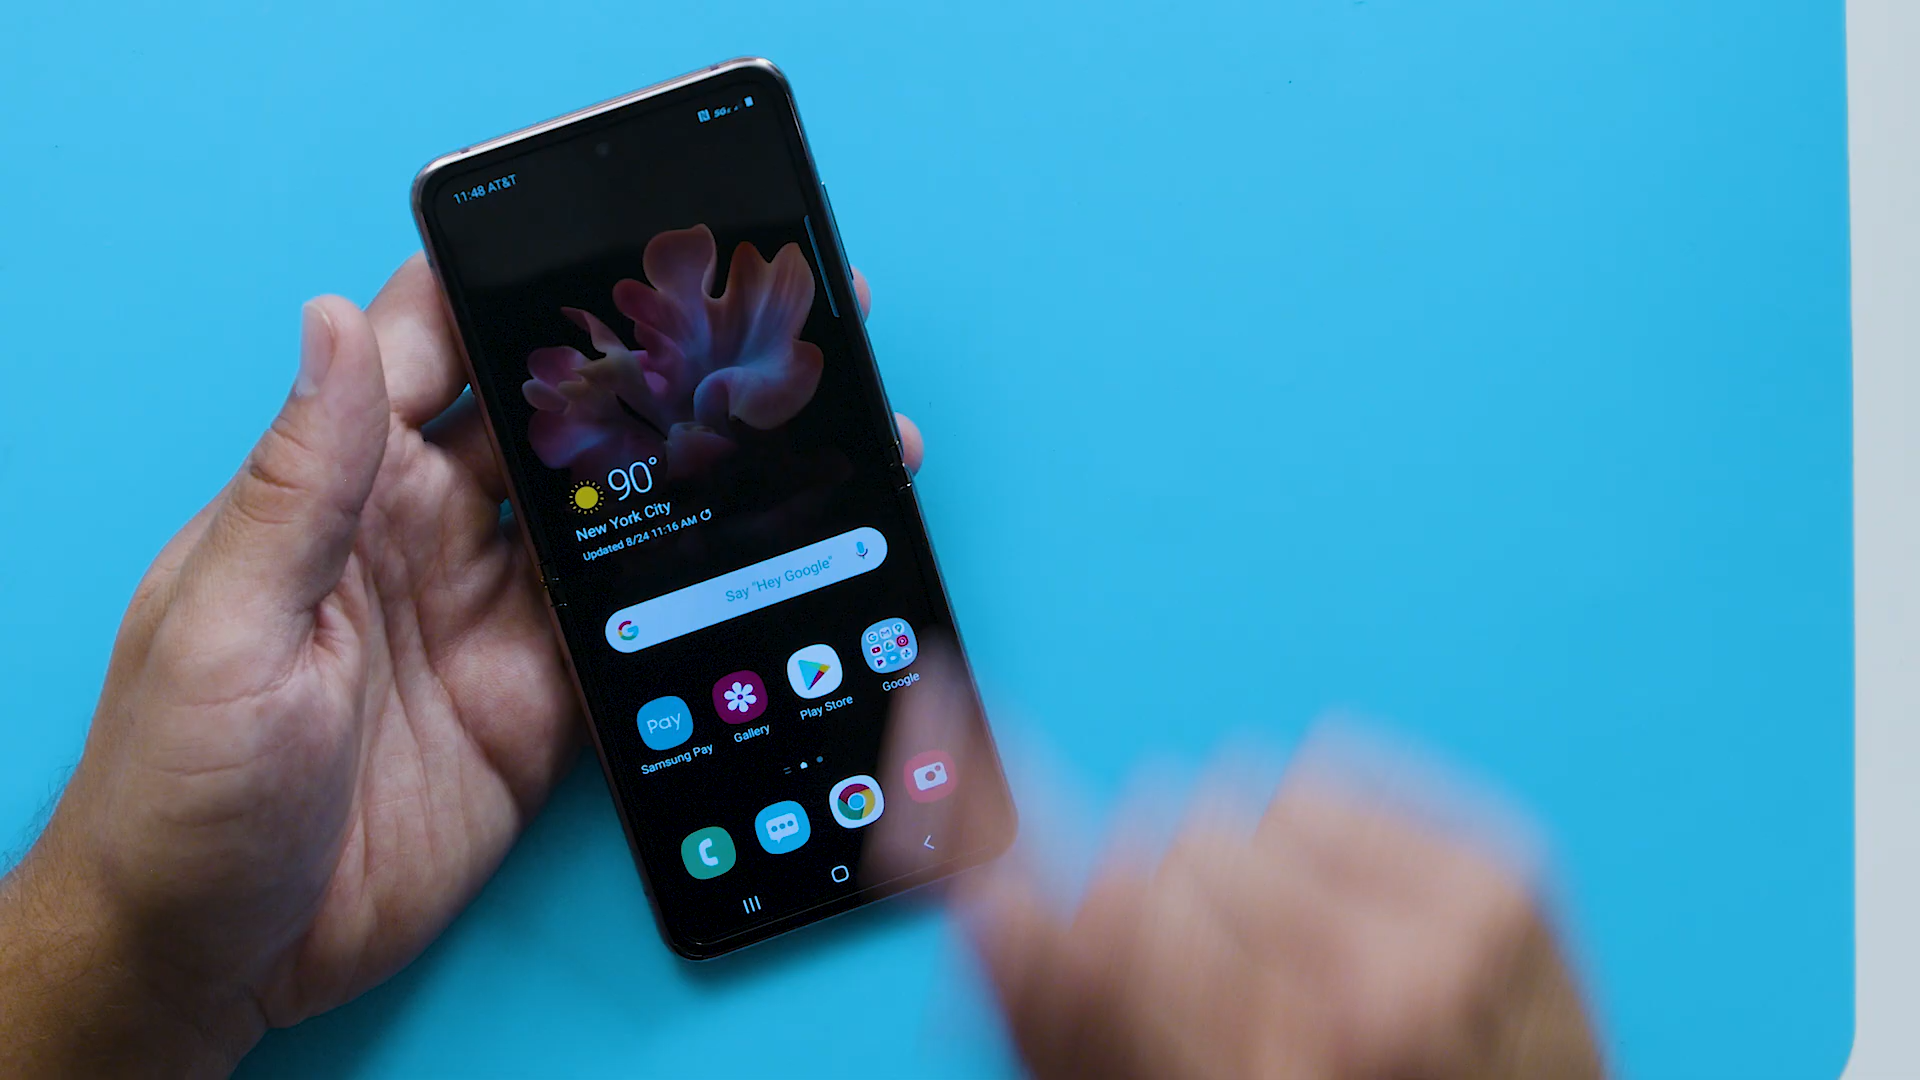 5G
11:48 AT&T
90°
New York City
Updated 8/24 11:16 AM
Say "Hey Google"
pay
Samsung Pay
Gallery
Play Store
Google